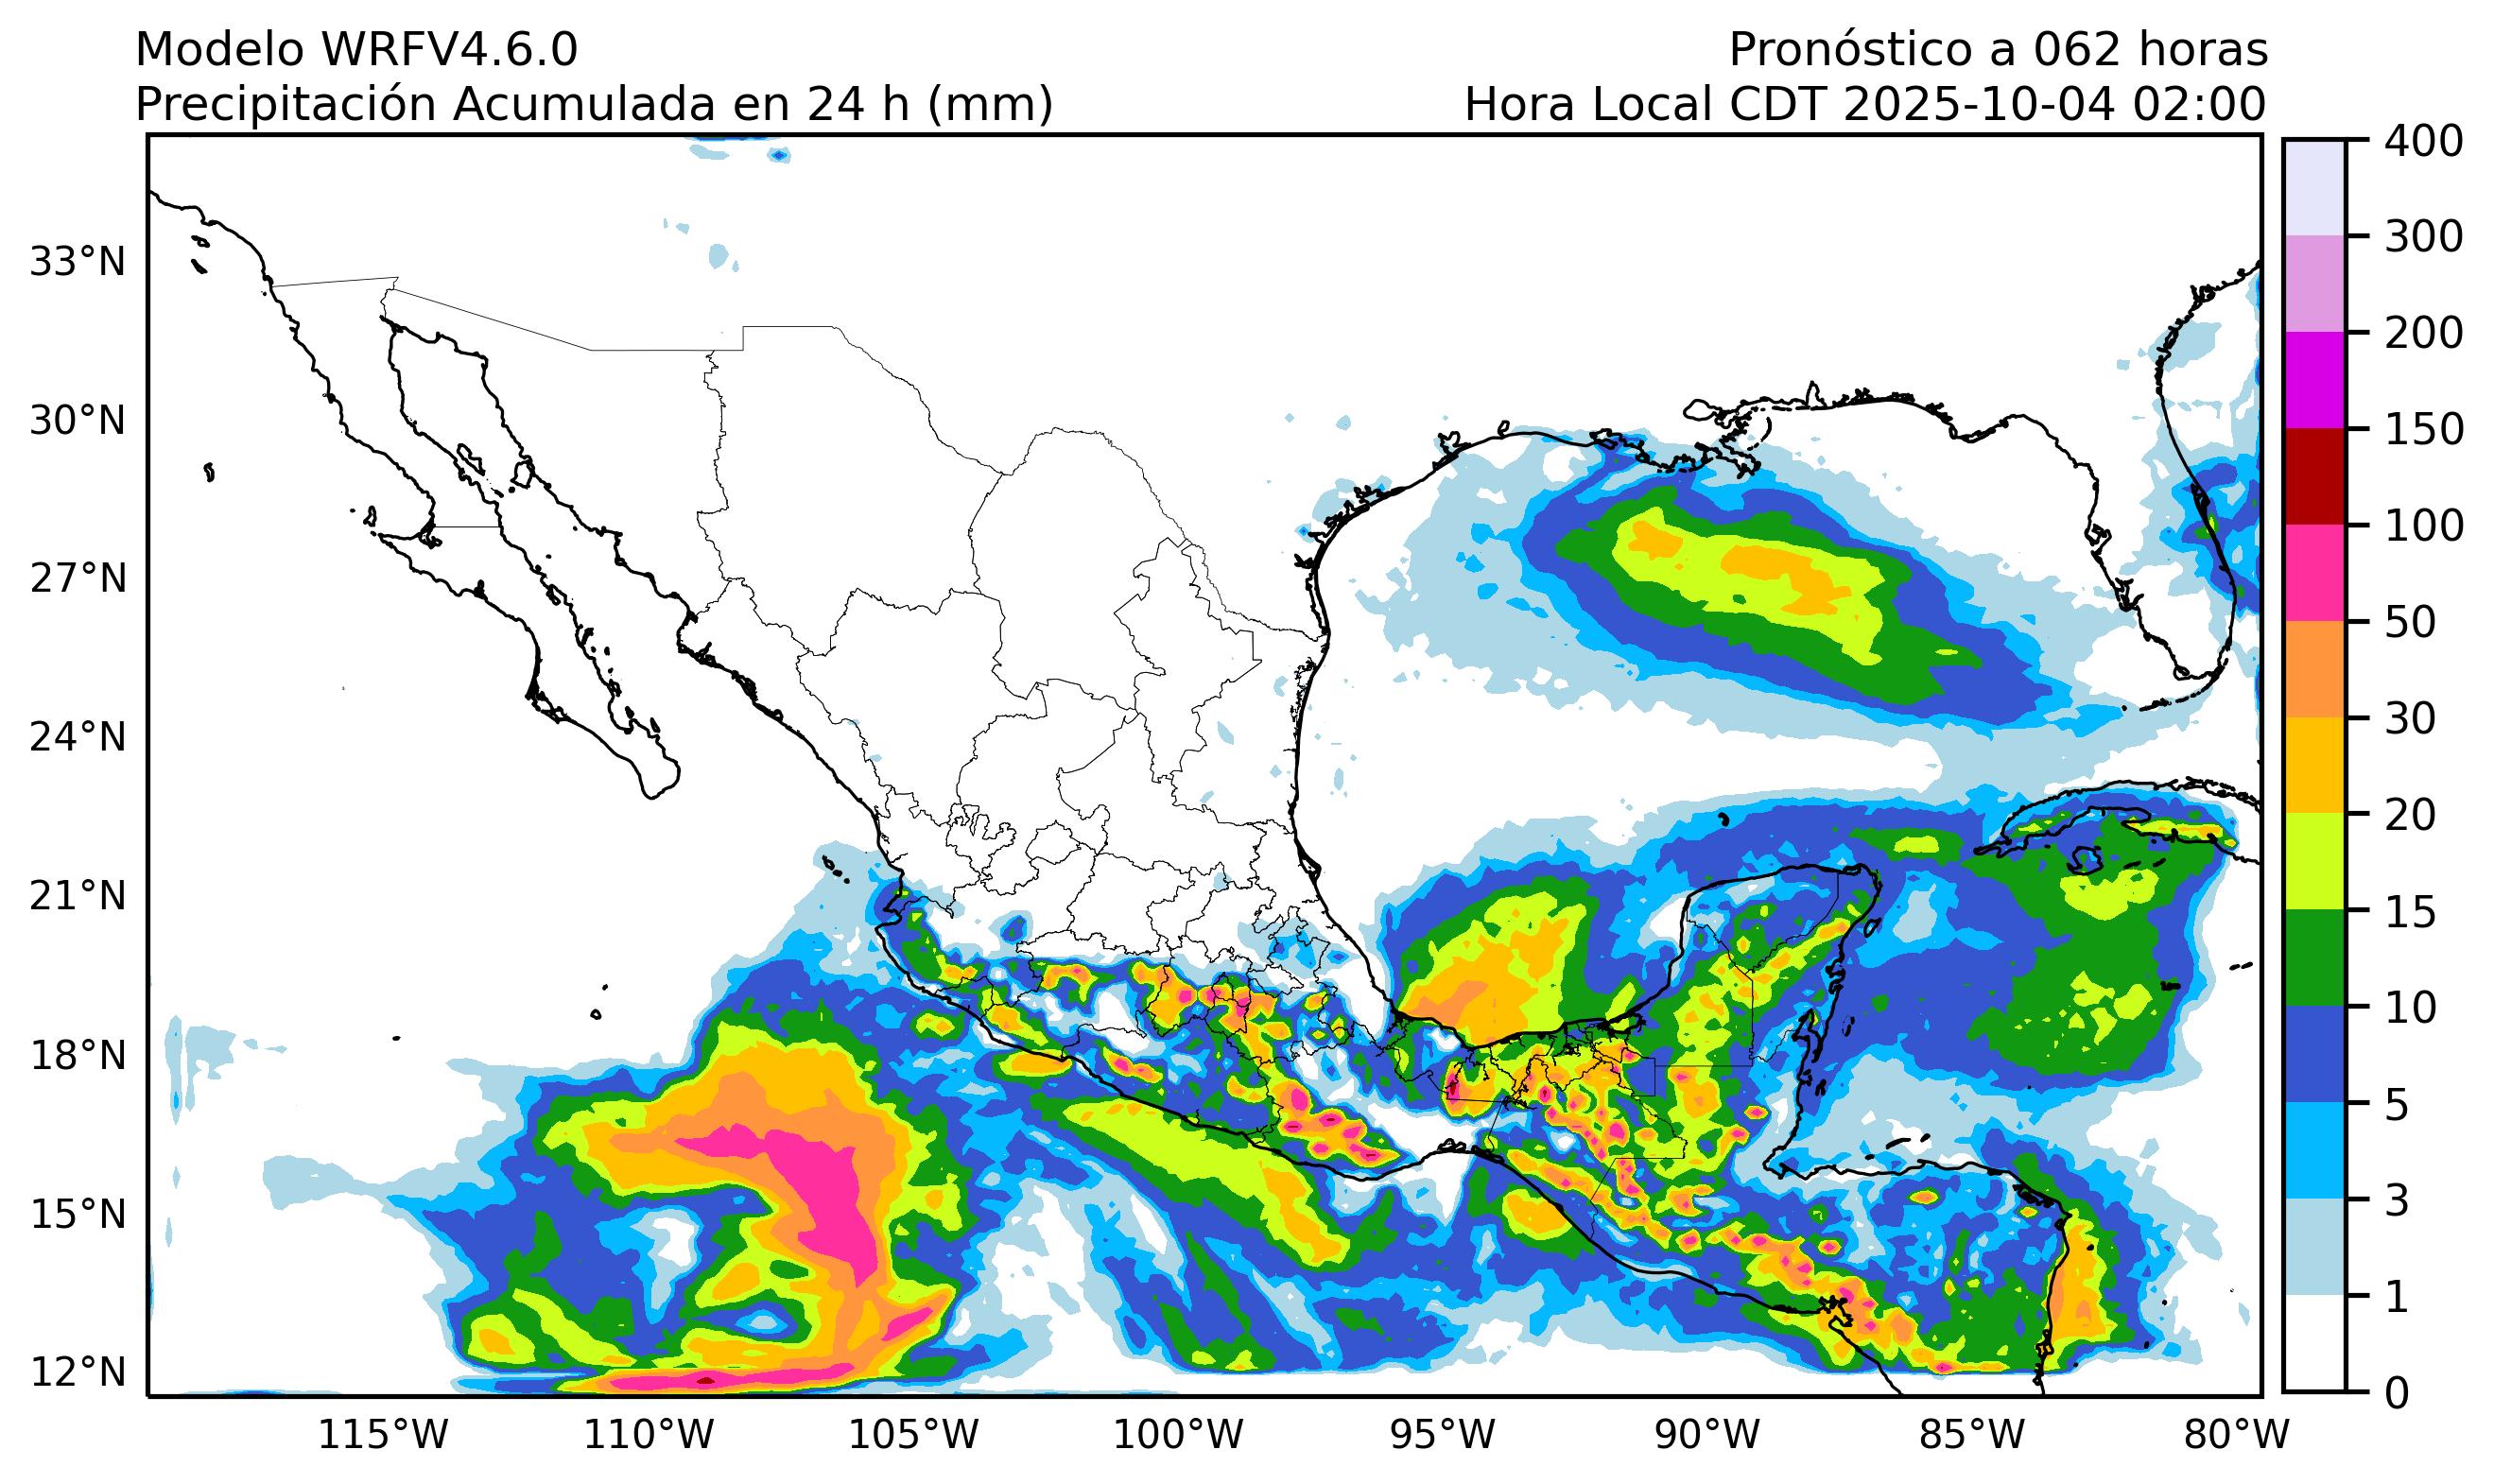 Modelo WRFV4.6.0
Pronóstico a 062 horas
Precipitación Acumulada en 24 h (mm)
Hora Local CDT 2025-10-04 02:00
33°N
30°N
27°N
24°N
21°N
18°N
15°N
12°N
115°W
110°W
105°W
100°W
95°W
90°W
85°W
80°W
400
300
200
150
100
50
30
20
15
10
5
3
1
0